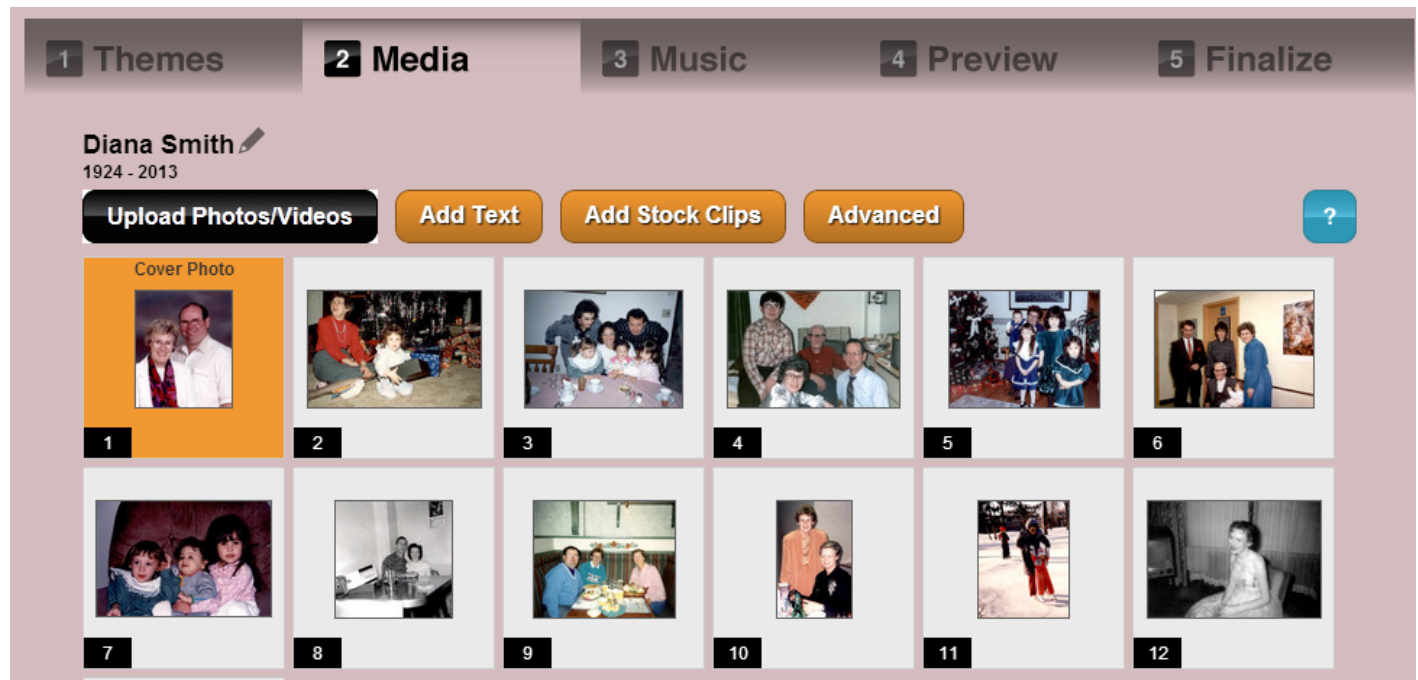 1 Themes 2 Media 3 Music 4 Preview 5 Finalize
Diana Smith
1924 - 2013
Upload Photos/Videos Add Text Add Stock Clips Advanced ?
Cover Photo
1 2 3 4 5 6
7 8 9 10 11 12